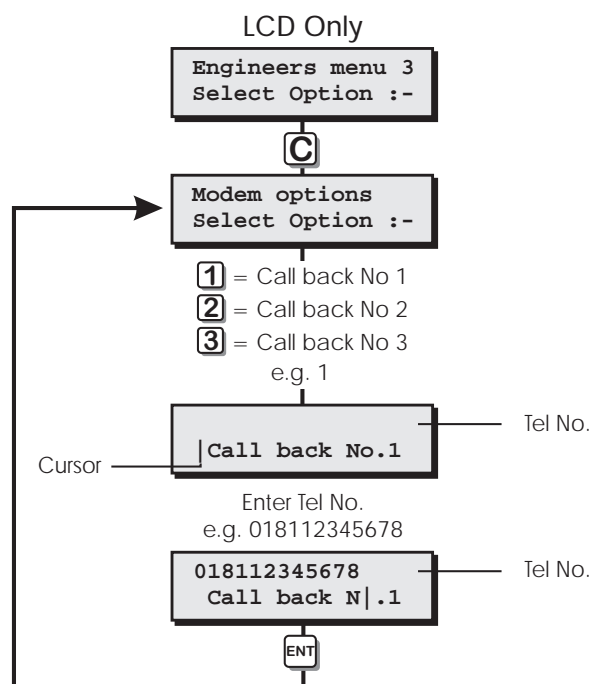 LCD Only
Engineers menu 3
Select Option :-
C
Modem options
Select Option :-
1 = Call back No 1
2 = Call back No 2
3 = Call back No 3
e.g. 1
Tel No.
|Call back No.1
Cursor
Enter Tel No.
e.g. 018112345678
018112345678
Tel No.
Call back N|.1
ENT